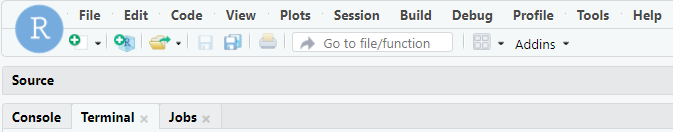 File Edit Code View Plots Session Build Debug Profile Tools Help
R
R Go to file/function Addins
Source
Console Terminal × Jobs ×